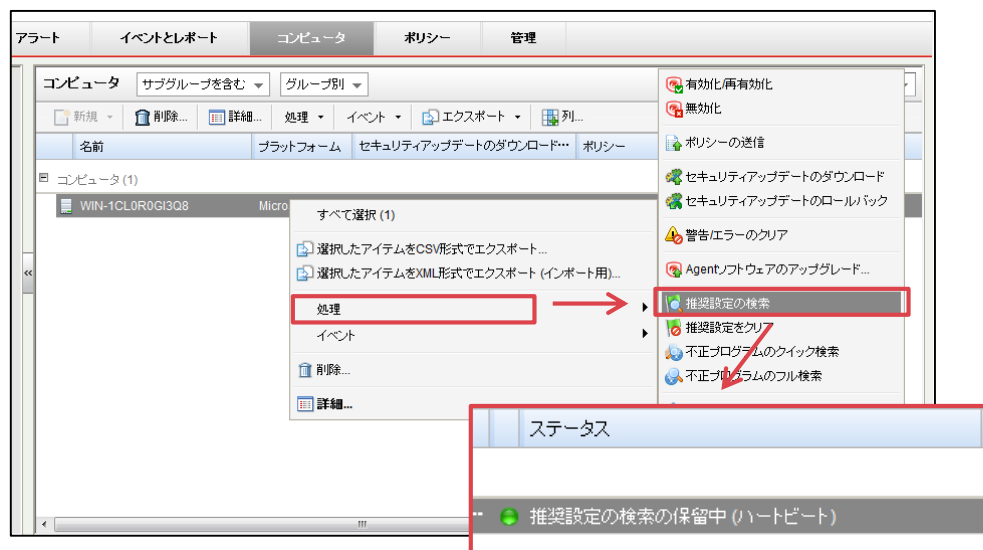 アラート イベントとレポート コンピュータ ポリシー 管理
コンピュータ サブグループを含む グループ別
新規 削除... 詳細... 処理 イベント エクスポート 列...
名前 プラットフォーム セキュリティアップデートのダウンロード… ポリシー
コンピュータ (1)
WIN-1CL0R0GI3Q8 Micro
すべて選択 (1)
選択したアイテムをCSV形式でエクスポート...
選択したアイテムをXML形式でエクスポート (インポート用)...
処理
イベント
削除...
詳細...
有効化/再有効化
無効化
ポリシーの送信
セキュリティアップデートのダウンロード
セキュリティアップデートのロールバック
警告/エラーのクリア
Agentソフトウェアのアップグレード...
推奨設定の検索
推奨設定をクリア
不正プログラムのクイック検索
不正プログラムのフル検索
ステータス
推奨設定の検索の保留中 (ハートビート)